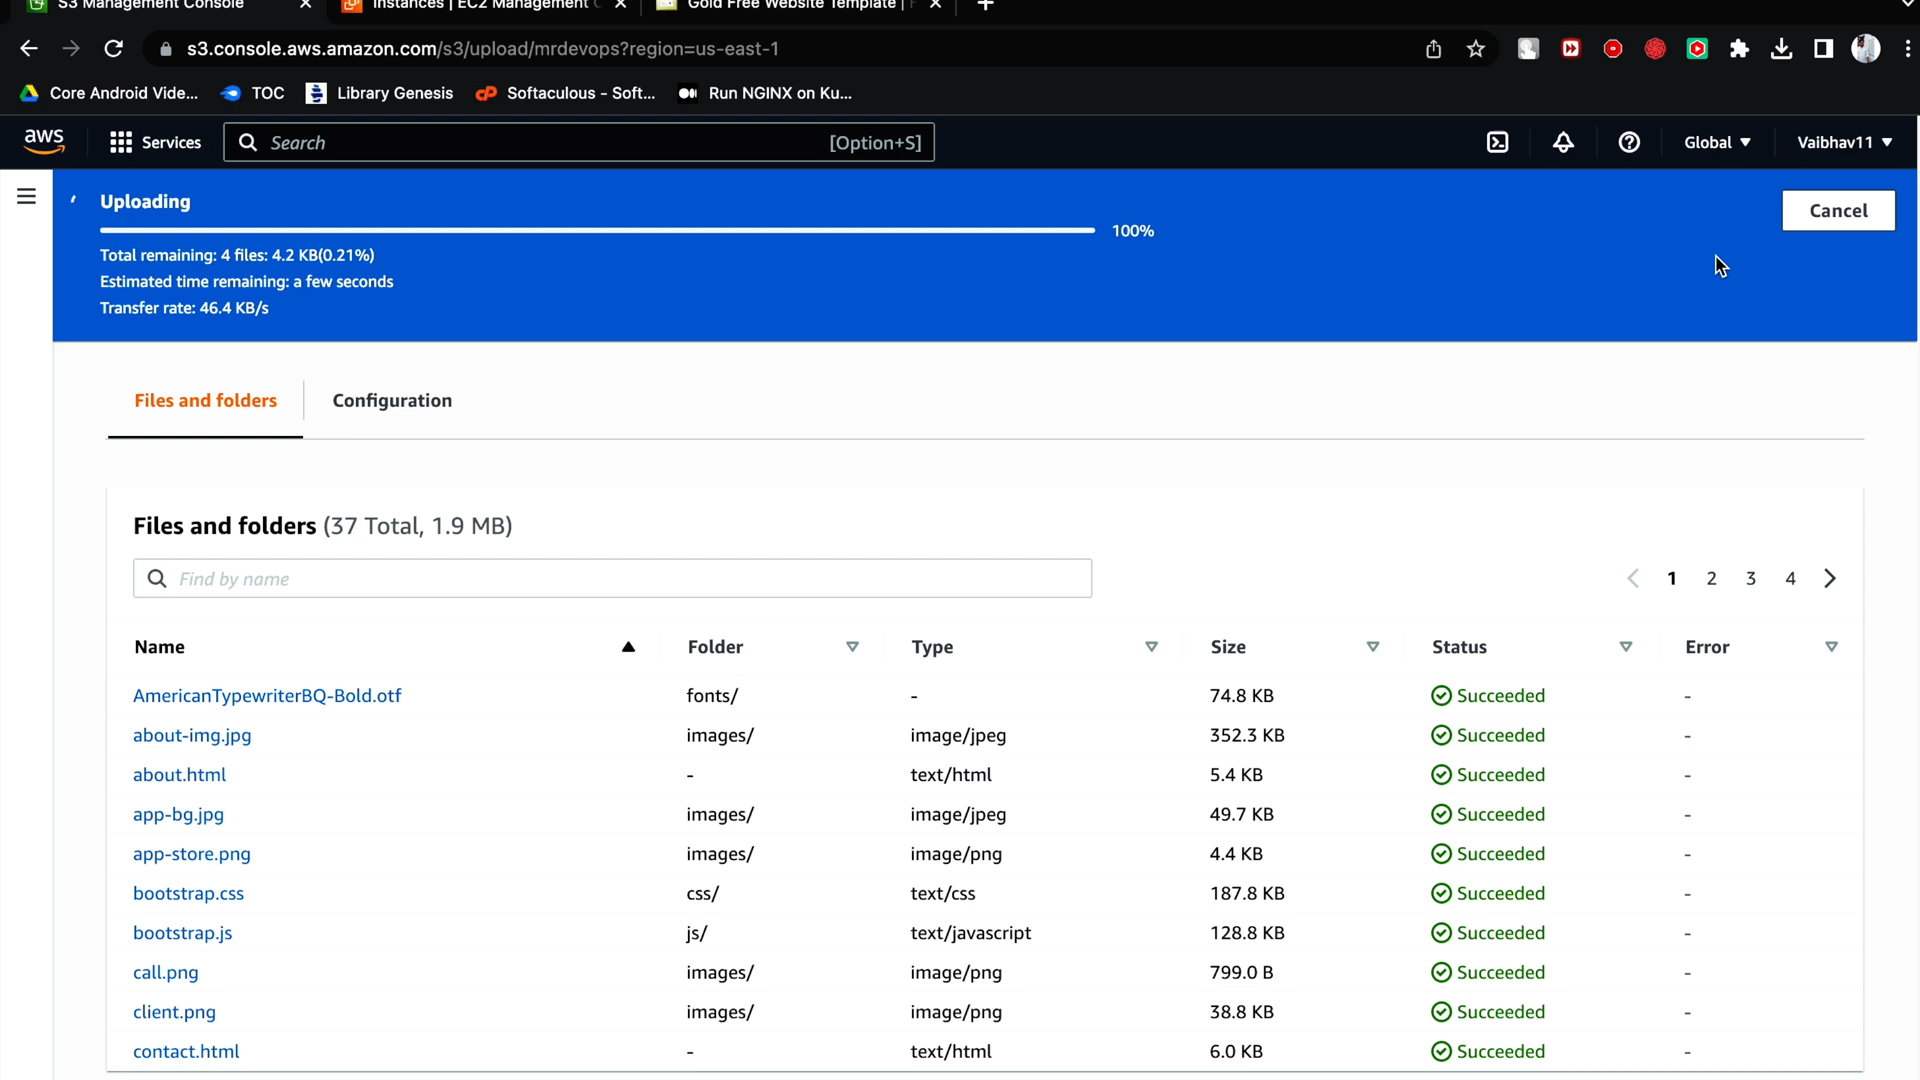 S3 Management Console
Instances | EC2 Management C
Gold Free Website Template |
s3.console.aws.amazon.com/s3/upload/mrdevops?region=us-east-1
Core Android Vide...
TOC
Library Genesis
Softaculous - Soft...
Run NGINX on Ku...
aws
Services
Search
[Option+S]
Global
Vaibhav11
Uploading
Cancel
100%
Total remaining: 4 files: 4.2 KB(0.21%)
Estimated time remaining: a few seconds
Transfer rate: 46.4 KB/s
Files and folders
Configuration
Files and folders (37 Total, 1.9 MB)
Find by name
1 2 3 4
Name Folder Type Size Status Error
AmericanTypewriterBQ-Bold.otf fonts/ - 74.8 KB Succeeded -
about-img.jpg images/ image/jpeg 352.3 KB Succeeded -
about.html - text/html 5.4 KB Succeeded -
app-bg.jpg images/ image/jpeg 49.7 KB Succeeded -
app-store.png images/ image/png 4.4 KB Succeeded -
bootstrap.css css/ text/css 187.8 KB Succeeded -
bootstrap.js js/ text/javascript 128.8 KB Succeeded -
call.png images/ image/png 799.0 B Succeeded -
client.png images/ image/png 38.8 KB Succeeded -
contact.html - text/html 6.0 KB Succeeded -